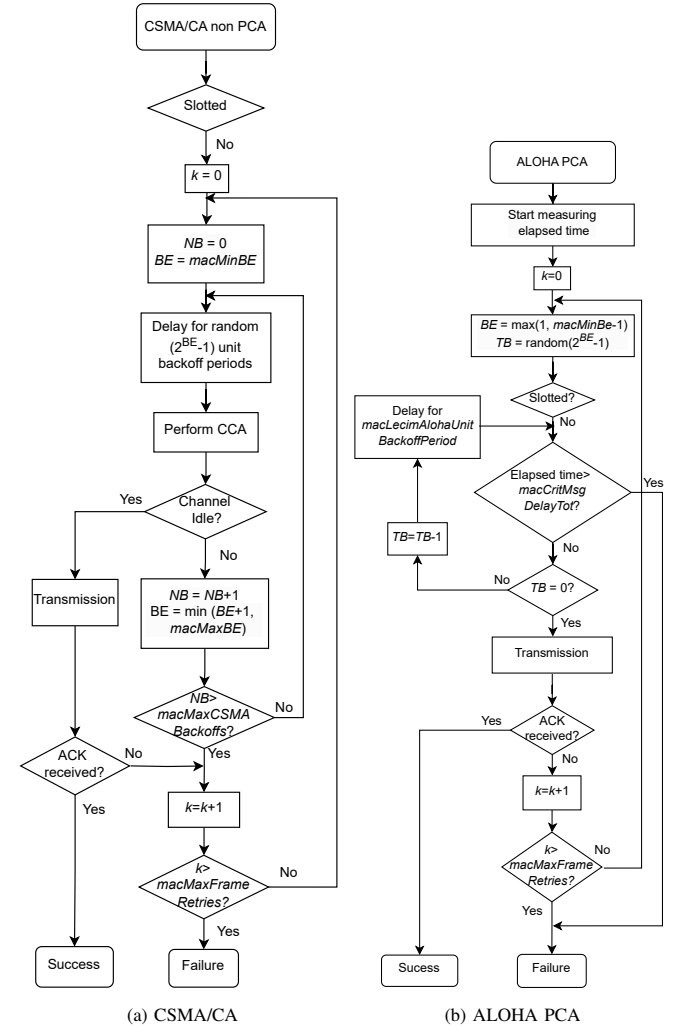 CSMA/CA non PCA
Slotted
No
k = 0
NB = 0
BE = macMinBE
Delay for random
(2^BE-1) unit
backoff periods
Perform CCA
Channel
Idle?
Yes
No
Transmission
NB = NB+1
BE = min (BE+1,
macMaxBE)
NB>
macMaxCSMA
Backoffs?
No
Yes
ACK
received?
No
Yes
k=k+1
k>
macMaxFrame
Retries?
No
Yes
Success
Failure
(a) CSMA/CA
ALOHA PCA
Start measuring
elapsed time
k=0
BE = max(1, macMinBe-1)
TB = random(2^BE-1)
Slotted?
No
Delay for
macLecimAlohaUnit
BackoffPeriod
Elapsed time>
macCritMsg
DelayTot?
Yes
No
TB=TB-1
No
TB = 0?
Yes
Transmission
Yes
ACK
received?
No
k=k+1
k>
macMaxFrame
Retries?
No
Yes
Sucess
Failure
(b) ALOHA PCA